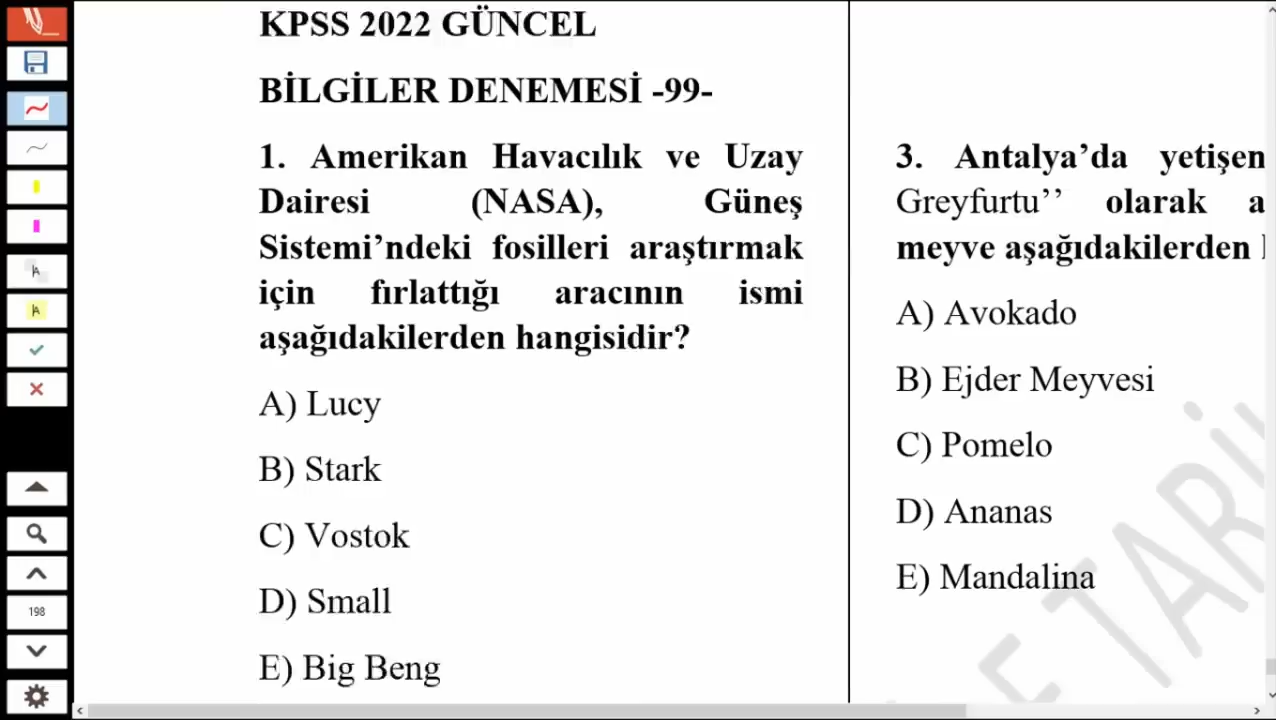 KPSS 2022 GÜNCEL
BİLGİLER DENEMESİ -99-
1. Amerikan Havacılık ve Uzay
Dairesi (NASA), Güneş
Sistemi’ndeki fosilleri araştırmak
için fırlattığı aracının ismi
aşağıdakilerden hangisidir?
A) Lucy
B) Stark
C) Vostok
D) Small
E) Big Beng
3. Antalya’da yetişen
Greyfurtu’’ olarak a
meyve aşağıdakilerden
A) Avokado
B) Ejder Meyvesi
C) Pomelo
D) Ananas
E) Mandalina
198